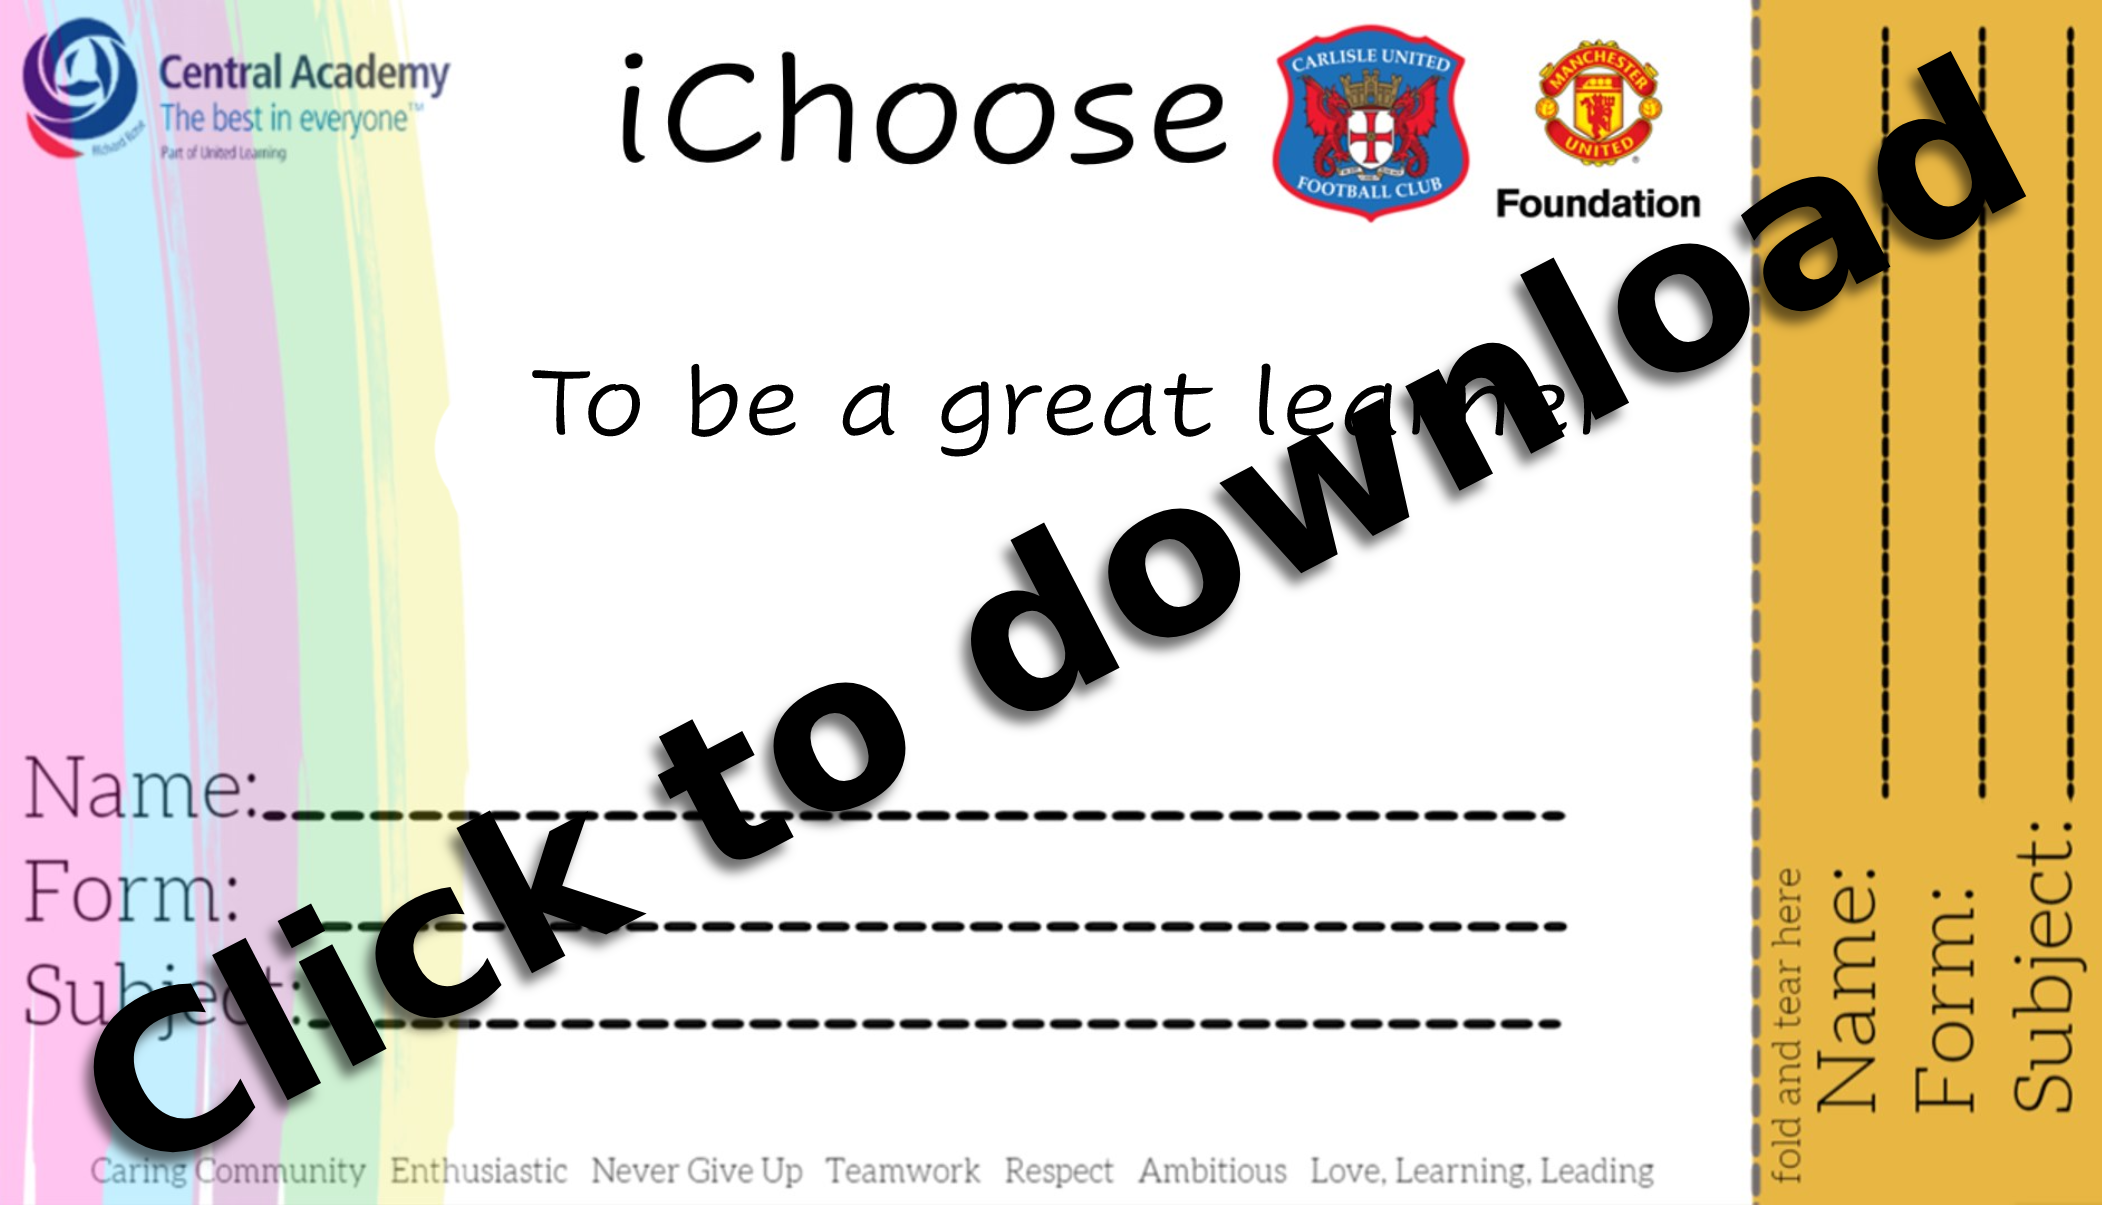 Central Academy
The best in everyone™
Richard Rose
Part of United Learning
iChoose
CARLISLE UNITED
FOOTBALL CLUB
MANCHESTER
UNITED
®
Foundation
To be a great learner
Click to download
Name:
Form:
Subject:
Caring Community Enthusiastic Never Give Up Teamwork Respect Ambitious Love, Learning, Leading
fold and tear here
Name:
Form:
Subject: